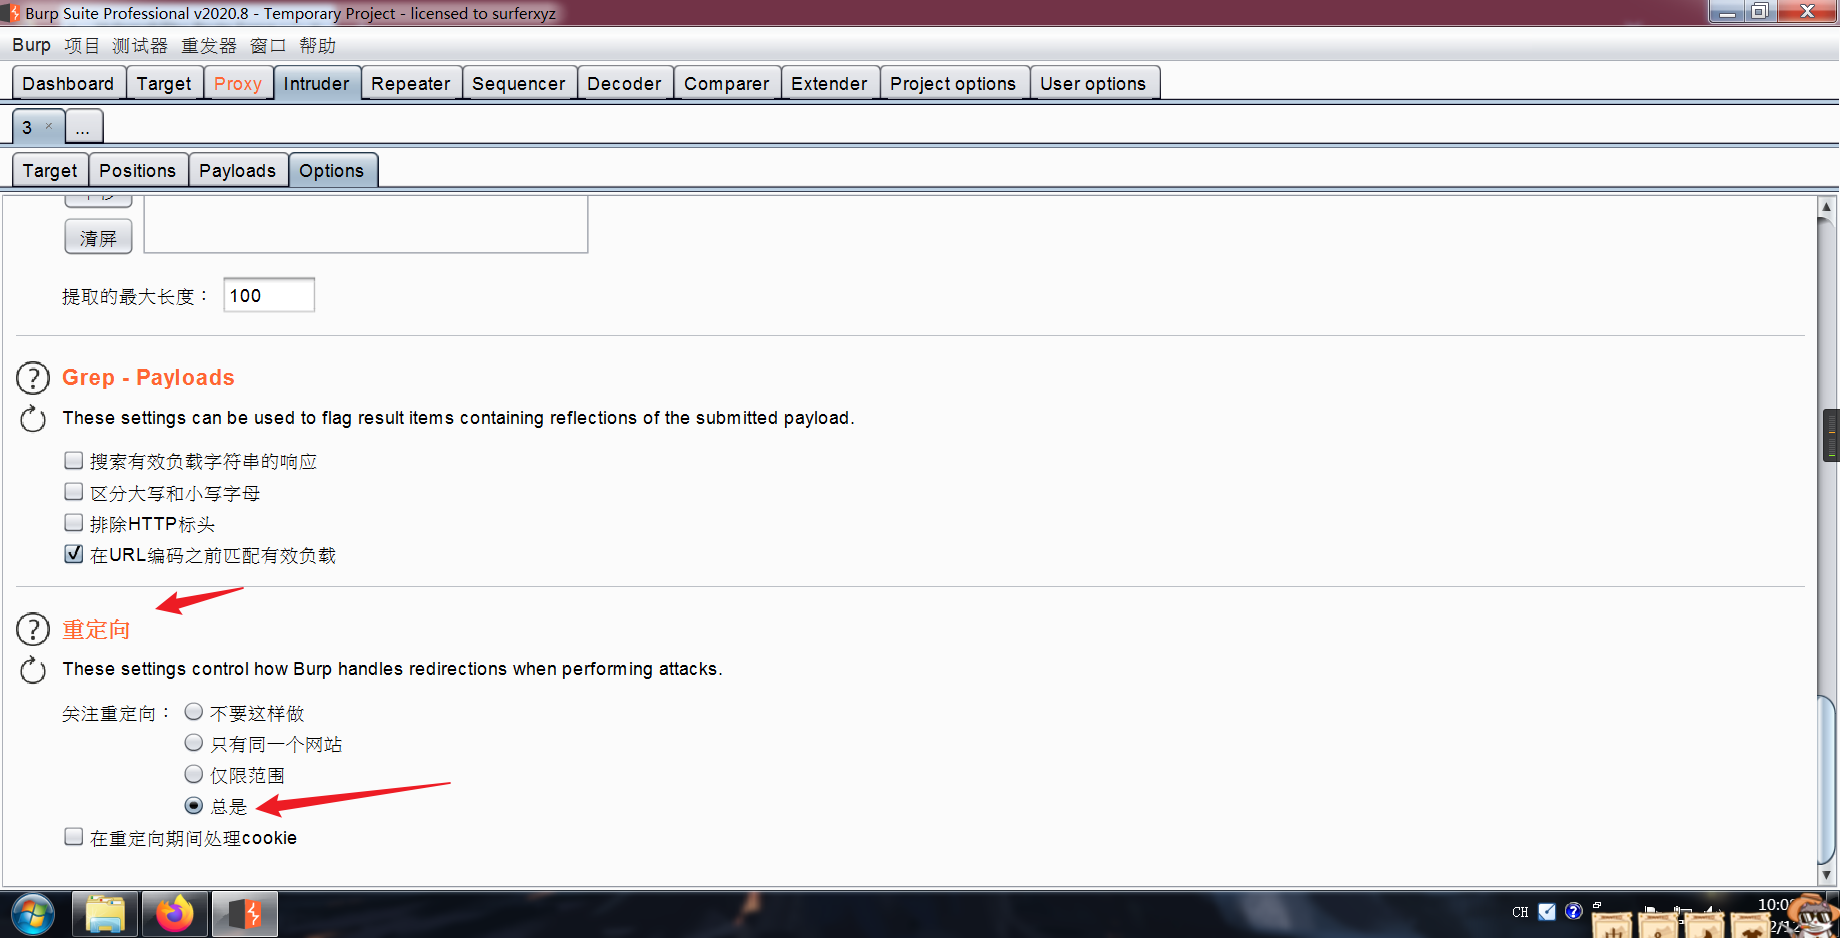 Burp Suite Professional v2020.8 - Temporary Project - licensed to surferxyz
Burp 项目 测试器 重发器 窗口 帮助
Dashboard Target Proxy Intruder Repeater Sequencer Decoder Comparer Extender Project options User options
3 × ...
Target Positions Payloads Options
清屏
提取的最大长度： 100
Grep - Payloads
These settings can be used to flag result items containing reflections of the submitted payload.
搜索有效负载字符串的响应
区分大写和小写字母
排除HTTP标头
在URL编码之前匹配有效负载
重定向
These settings control how Burp handles redirections when performing attacks.
关注重定向： 不要这样做
只有同一个网站
仅限范围
总是
在重定向期间处理cookie
CH